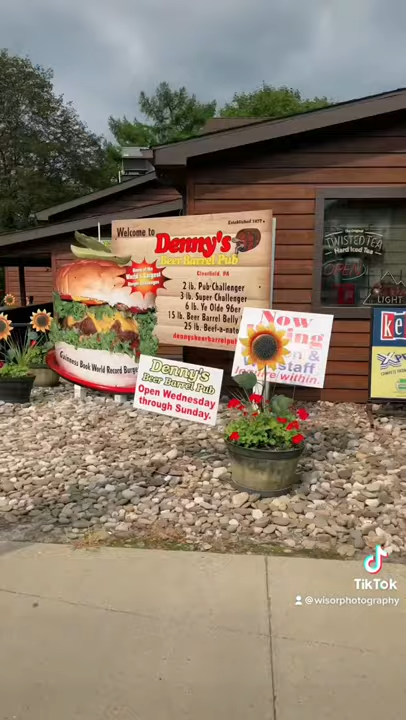 Established 1977
Welcome to
Denny's
Beer Barrel Pub
Clearfield, PA
Home of the
World's Largest
2 lb. Pub Challenger
3 lb. Super Challenger
6 lb. Ye Olde 96er
15 lb. Beer Barrel Belly
25 lb. Beer-a-nato
dennysbeerbarrelpub
Guinness Book World Record Burger
Denny's
Beer Barrel Pub
Open Wednesday
through Sunday.
Now
&
staff
within.
TWISTED TEA
Hard Iced Tea
OPEN
LIGHT
ke
TikTok
@wisorphotography